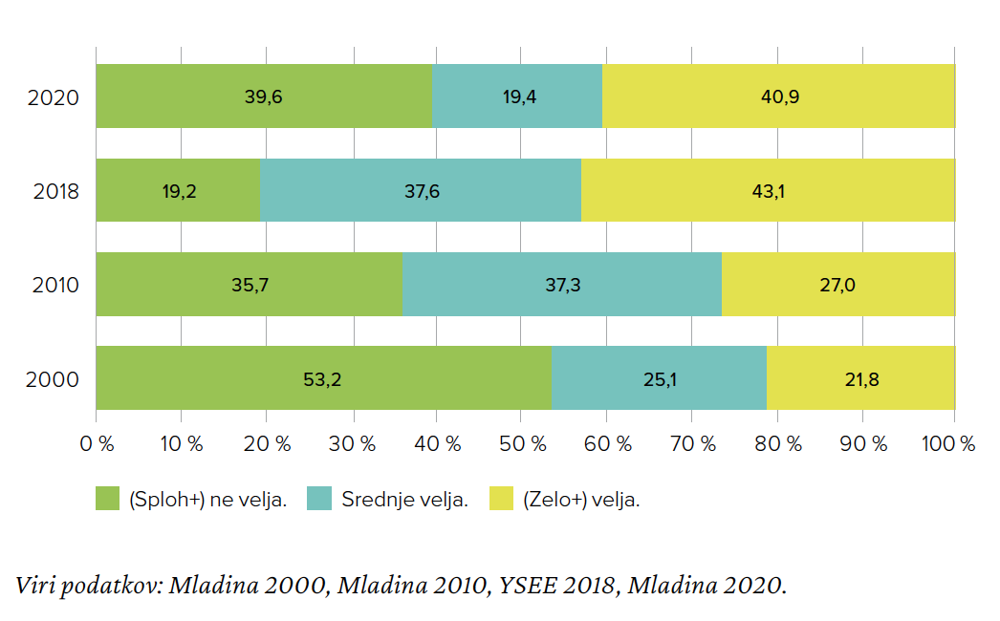 2020 39,6 19,4 40,9
2018 19,2 37,6 43,1
2010 35,7 37,3 27,0
2000 53,2 25,1 21,8
0 % 10 % 20 % 30 % 40 % 50 % 60 % 70 % 80 % 90 % 100 %
(Sploh+) ne velja. Srednje velja. (Zelo+) velja.
Viri podatkov: Mladina 2000, Mladina 2010, YSEE 2018, Mladina 2020.